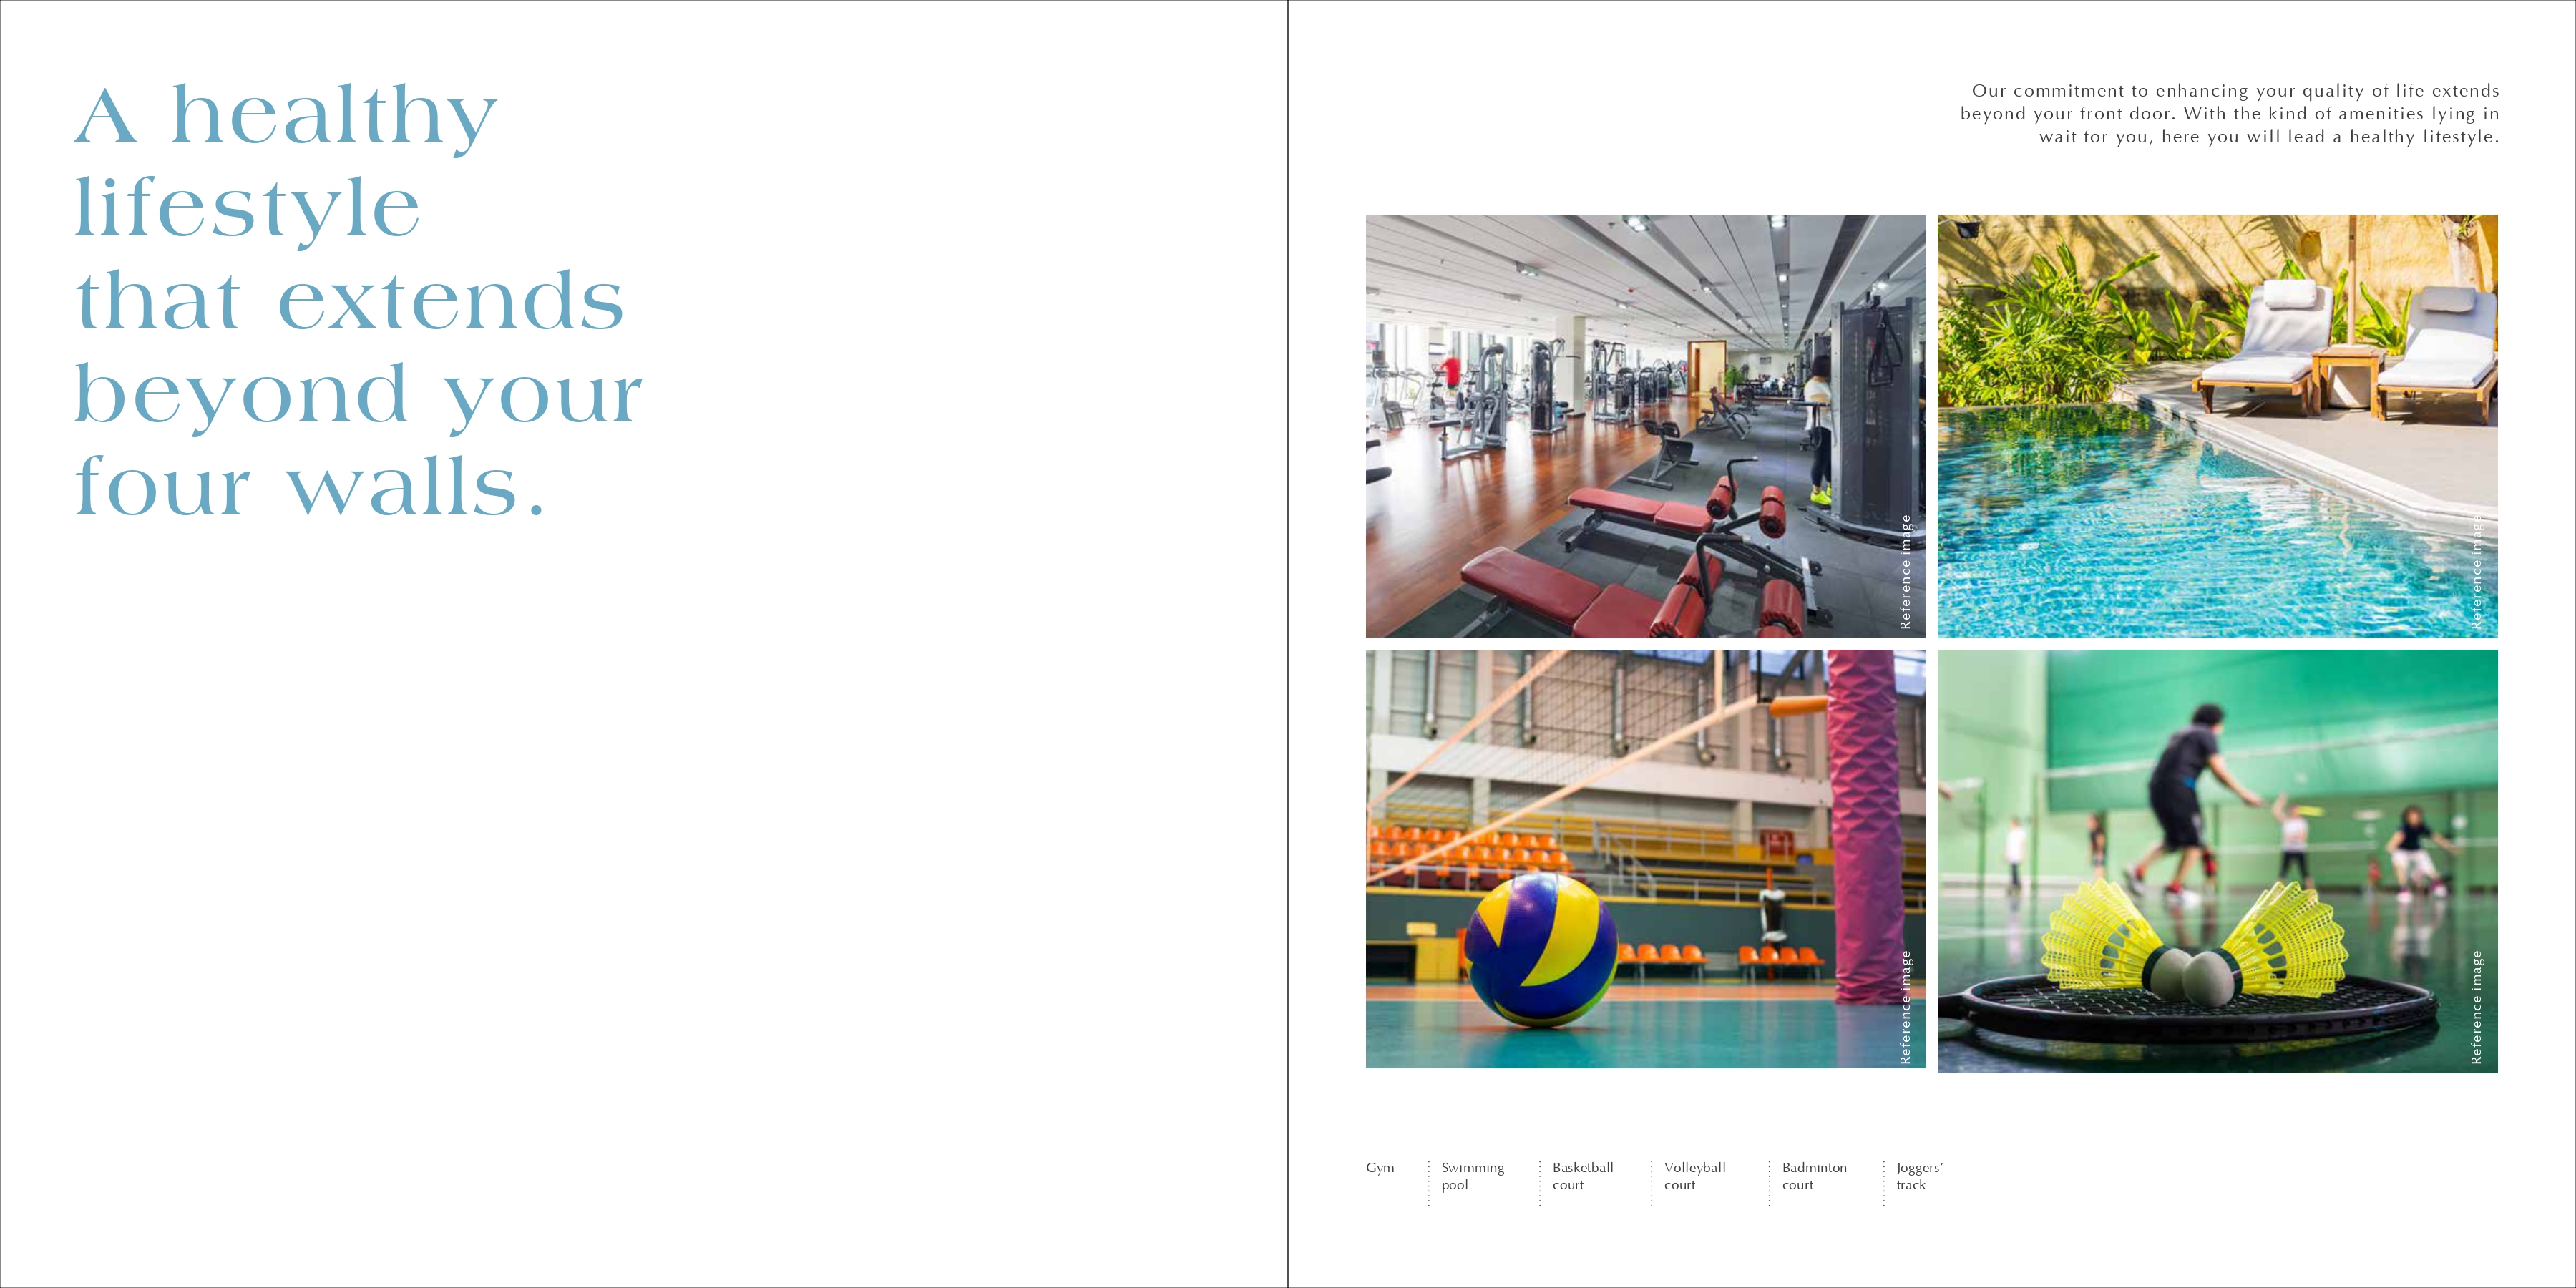 A healthy
lifestyle
that extends
beyond your
four walls.
Our commitment to enhancing your quality of life extends
beyond your front door. With the kind of amenities lying in
wait for you, here you will lead a healthy lifestyle.
Reference image
Reference image
Reference image
Reference image
Gym
Swimming
pool
Basketball
court
Volleyball
court
Badminton
court
Joggers’
track